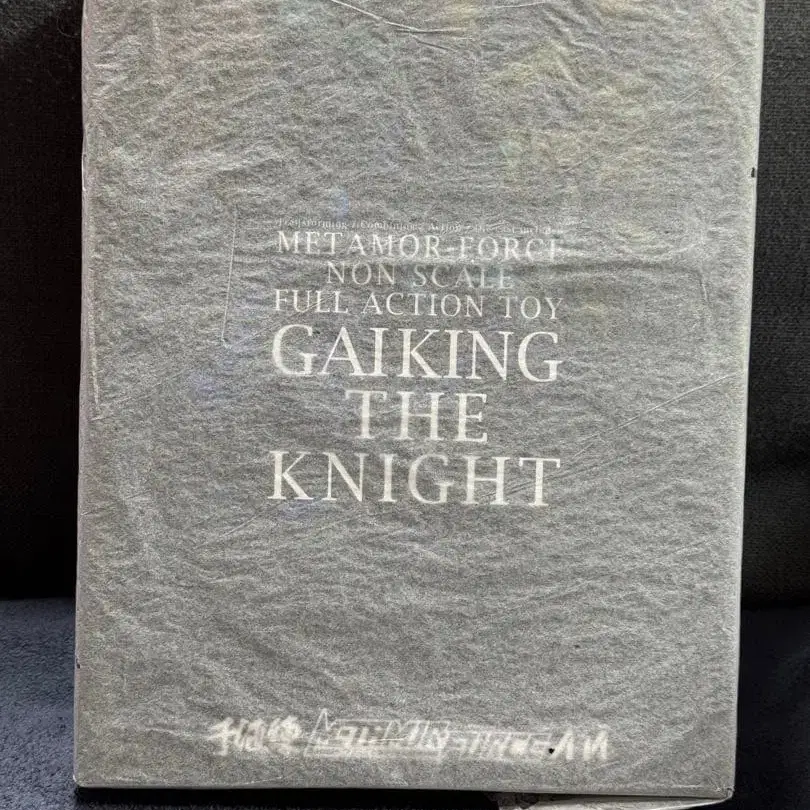 METAMOR-FORCE
NON SCALE
FULL ACTION TOY
GAIKING
THE
KNIGHT